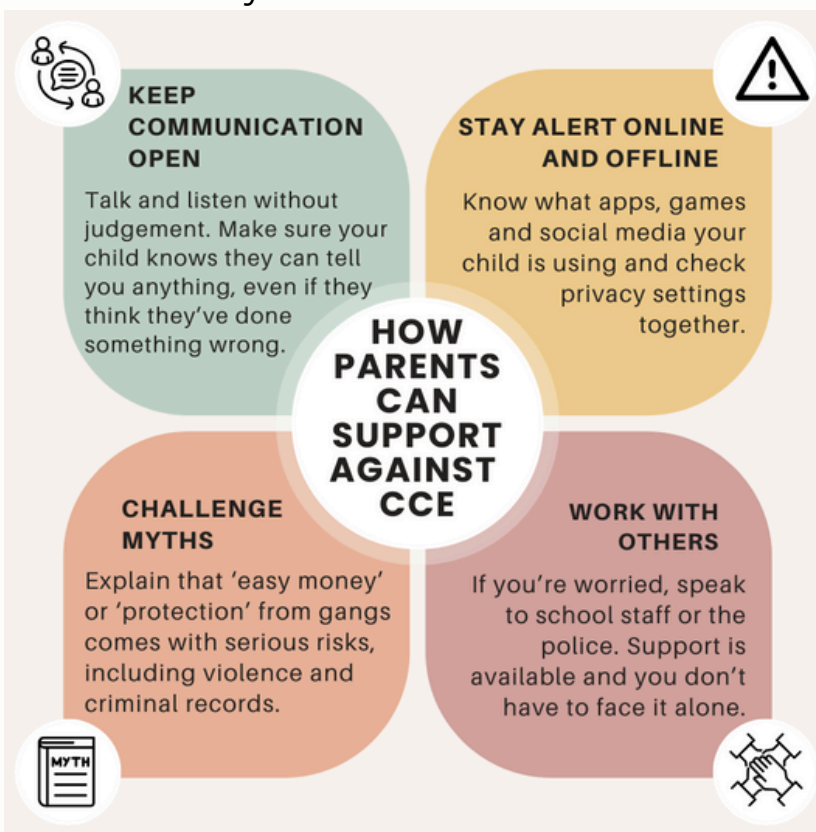 KEEP
COMMUNICATION
OPEN
Talk and listen without
judgement. Make sure your
child knows they can tell
you anything, even if they
think they've done
something wrong.
STAY ALERT ONLINE
AND OFFLINE
Know what apps, games
and social media your
child is using and check
privacy settings
together.
HOW
PARENTS
CAN
SUPPORT
AGAINST
CCE
CHALLENGE
MYTHS
Explain that ‘easy money’
or ‘protection’ from gangs
comes with serious risks,
including violence and
criminal records.
MYTH
WORK WITH
OTHERS
If you’re worried, speak
to school staff or the
police. Support is
available and you don’t
have to face it alone.